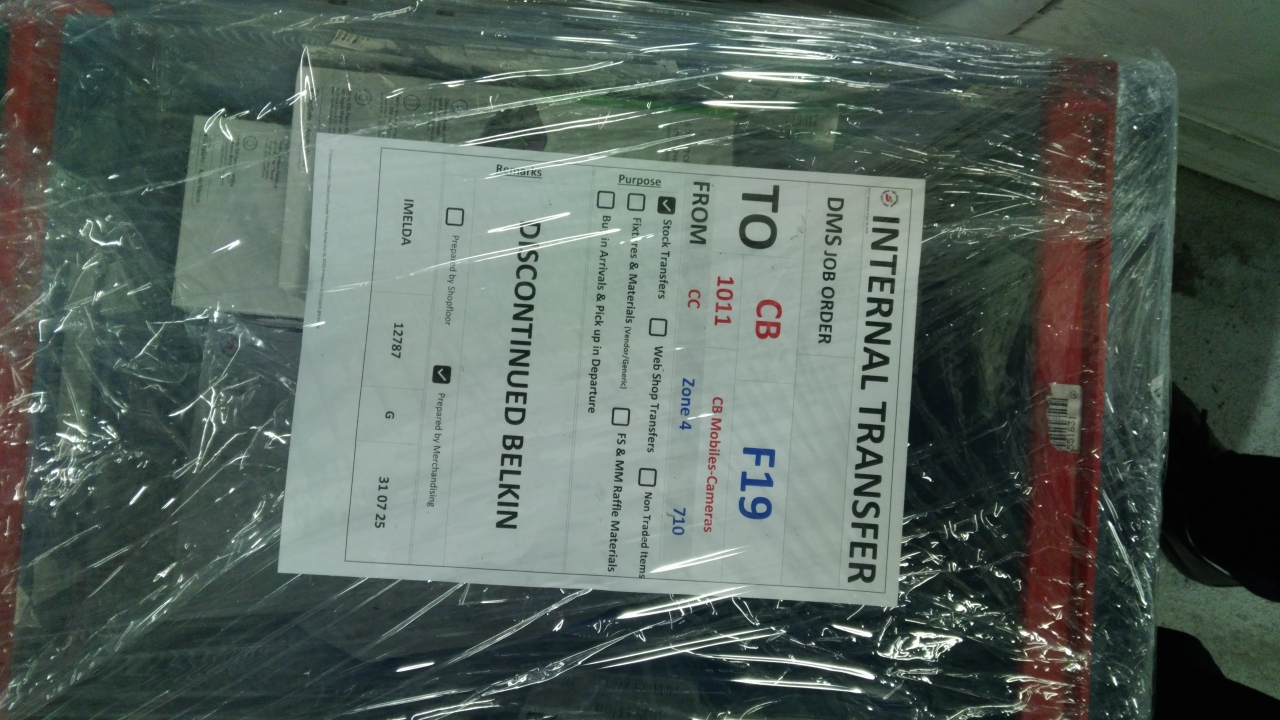 INTERNAL TRANSFER
DMS JOB ORDER
TO CB F19
1011 CB Mobiles-Cameras
FROM CC Zone 4 710
Purpose
Stock Transfers Web Shop Transfers Non Traded Items
Fixtures & Materials (Vendor/Generic) FS & MM Raffle Materials
in Arrivals & Pick up in Departure
Remarks
DISCONTINUED BELKIN
Prepared by Shopfloor Prepared by Merchandising
IMELDA 12787 G 31 07 25